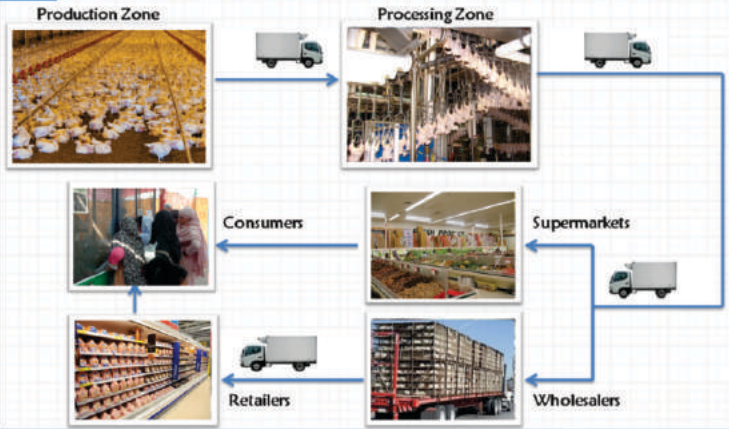 Production Zone
Processing Zone
Consumers
Supermarkets
Retailers
Wholesalers